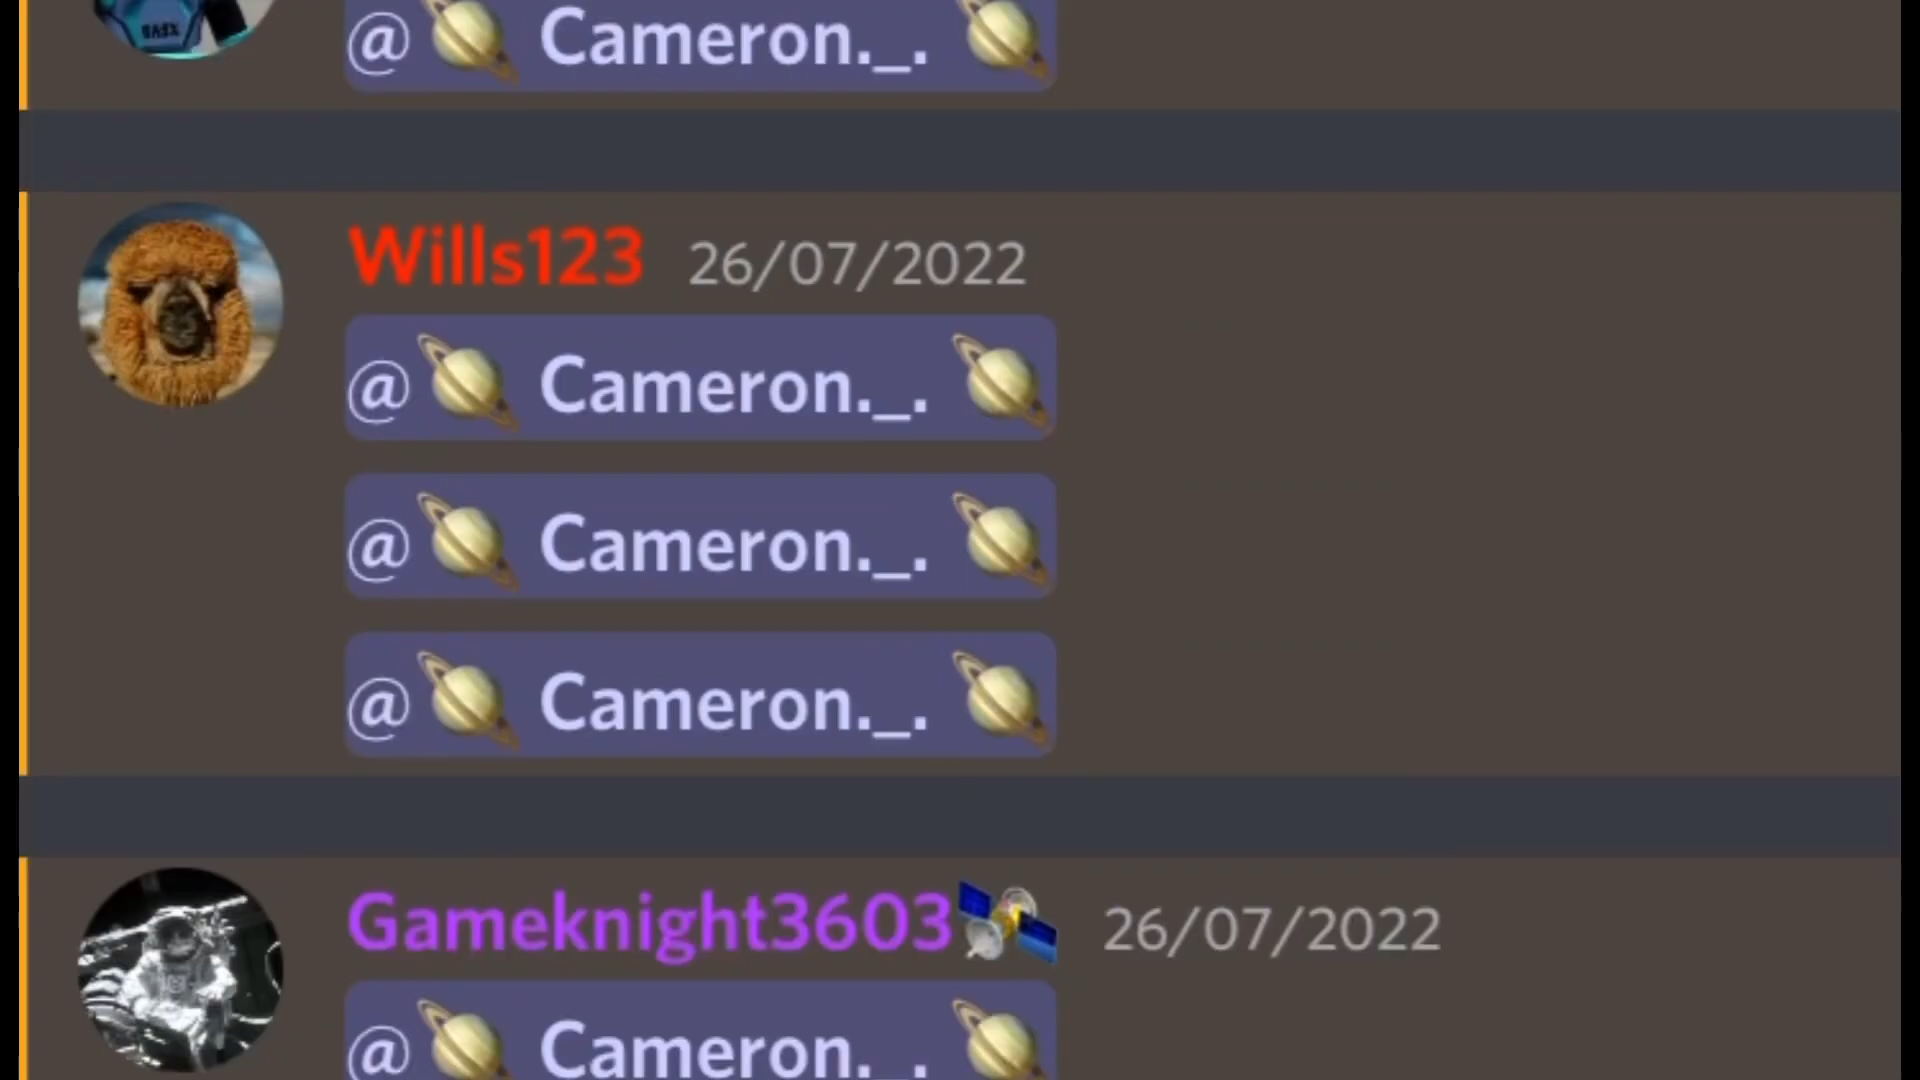 @🪐 Cameron._. 🪐
Wills123 26/07/2022
@🪐 Cameron._. 🪐
@🪐 Cameron._. 🪐
@🪐 Cameron._. 🪐
Gameknight3603🛰️ 26/07/2022
@🪐 Cameron._. 🪐